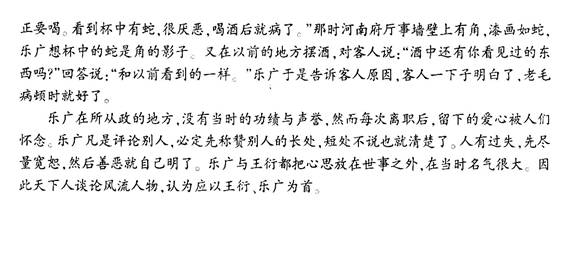 正要喝。看到杯中有蛇,很厌恶,喝酒后就病了。”那时河南府厅事墙壁上有角,漆画如蛇,
乐广想杯中的蛇是角的影子。又在以前的地方摆酒,对客人说:“酒中还有你看见过的东
西吗?”回答说:“和以前看到的一样。”乐广于是告诉客人原因,客人一下子明白了,老毛
病顿时就好了。
乐广在所从政的地方,没有当时的功绩与声誉,然而每次离职后,留下的爱心被人们
怀念。乐广凡是评论别人,必定先称赞别人的长处,短处不说也就清楚了。人有过失,先尽
量宽恕,然后善恶就自己明了。乐广与王衍都把心思放在世事之外,在当时名气很大。因
此天下人谈论风流人物,认为应以王衍、乐广为首。